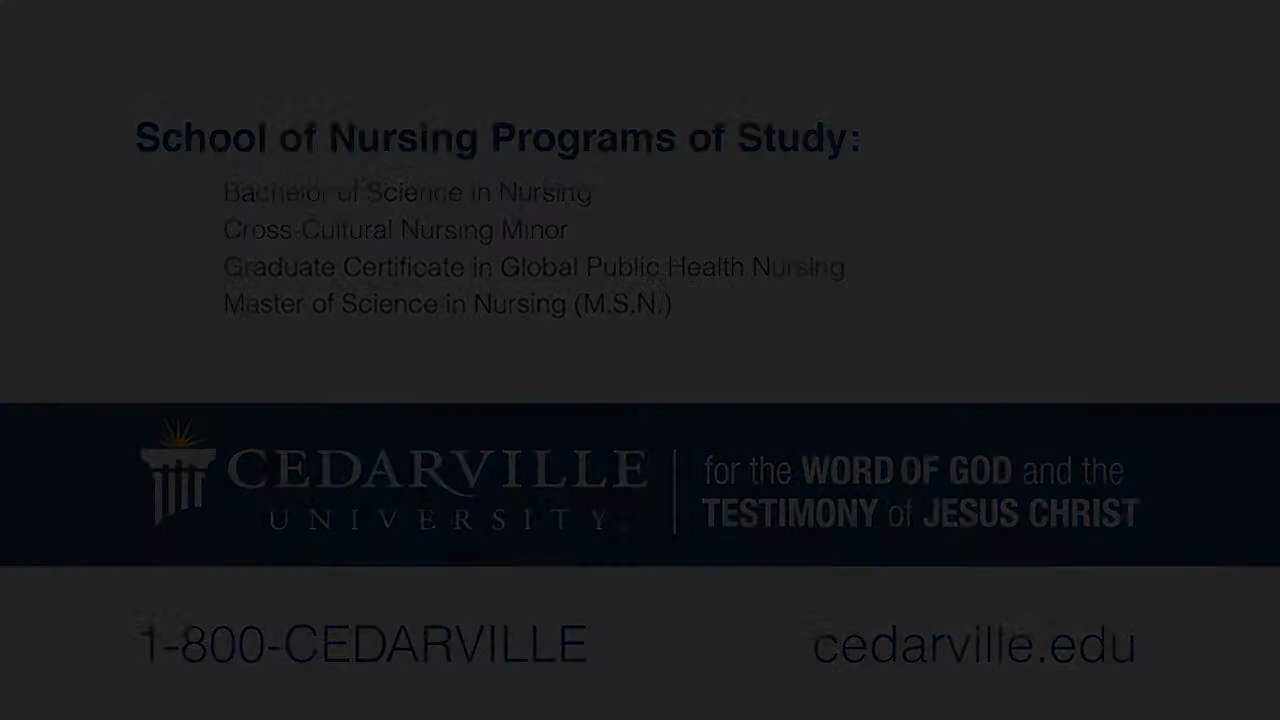 School of Nursing Programs of Study:
Bachelor of Science in Nursing
Cross-Cultural Nursing Minor
Graduate Certificate in Global Public Health Nursing
Master of Science in Nursing (M.S.N.)
CEDARVILLE
UNIVERSITY
for the WORD OF GOD and the
TESTIMONY of JESUS CHRIST
1-800-CEDARVILLE
cedarville.edu